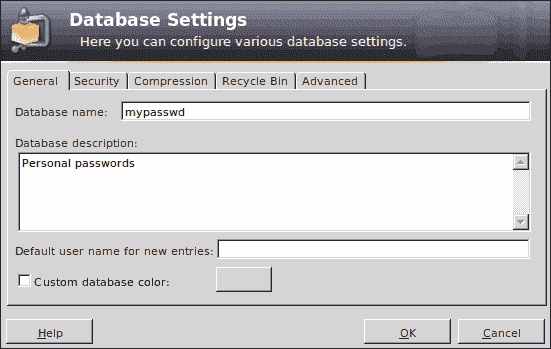 Database Settings
Here you can configure various database settings.
General Security Compression Recycle Bin Advanced
Database name: mypasswd
Database description:
Personal passwords
Default user name for new entries:
Custom database color:
Help OK Cancel